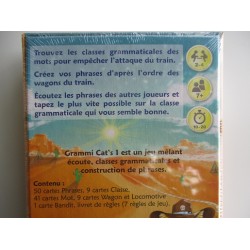 Trouvez les classes grammaticales des
mots pour empêcher l'attaque du train.
Créez vos phrases d'après l'ordre des
wagons du train.
Écoutez les phrases des autres joueurs et
tapez le plus vite possible sur la classe
grammaticale qui vous semble bonne.
2-4
7+
Grammi Cat's 1 est un jeu mêlant
écoute, classes grammaticales et
construction de phrases.
Contenu :
50 cartes Phrases, 9 cartes Classe,
41 cartes Mot, 9 cartes Wagon et Locomotive
1 carte Bandit, livret de règles (7 règles de jeu).